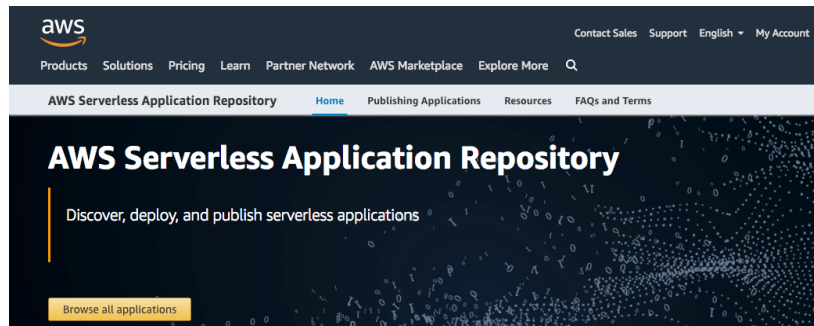 aws
Contact Sales Support English My Account
Products Solutions Pricing Learn Partner Network AWS Marketplace Explore More
AWS Serverless Application Repository Home Publishing Applications Resources FAQs and Terms
AWS Serverless Application Repository
Discover, deploy, and publish serverless applications
Browse all applications